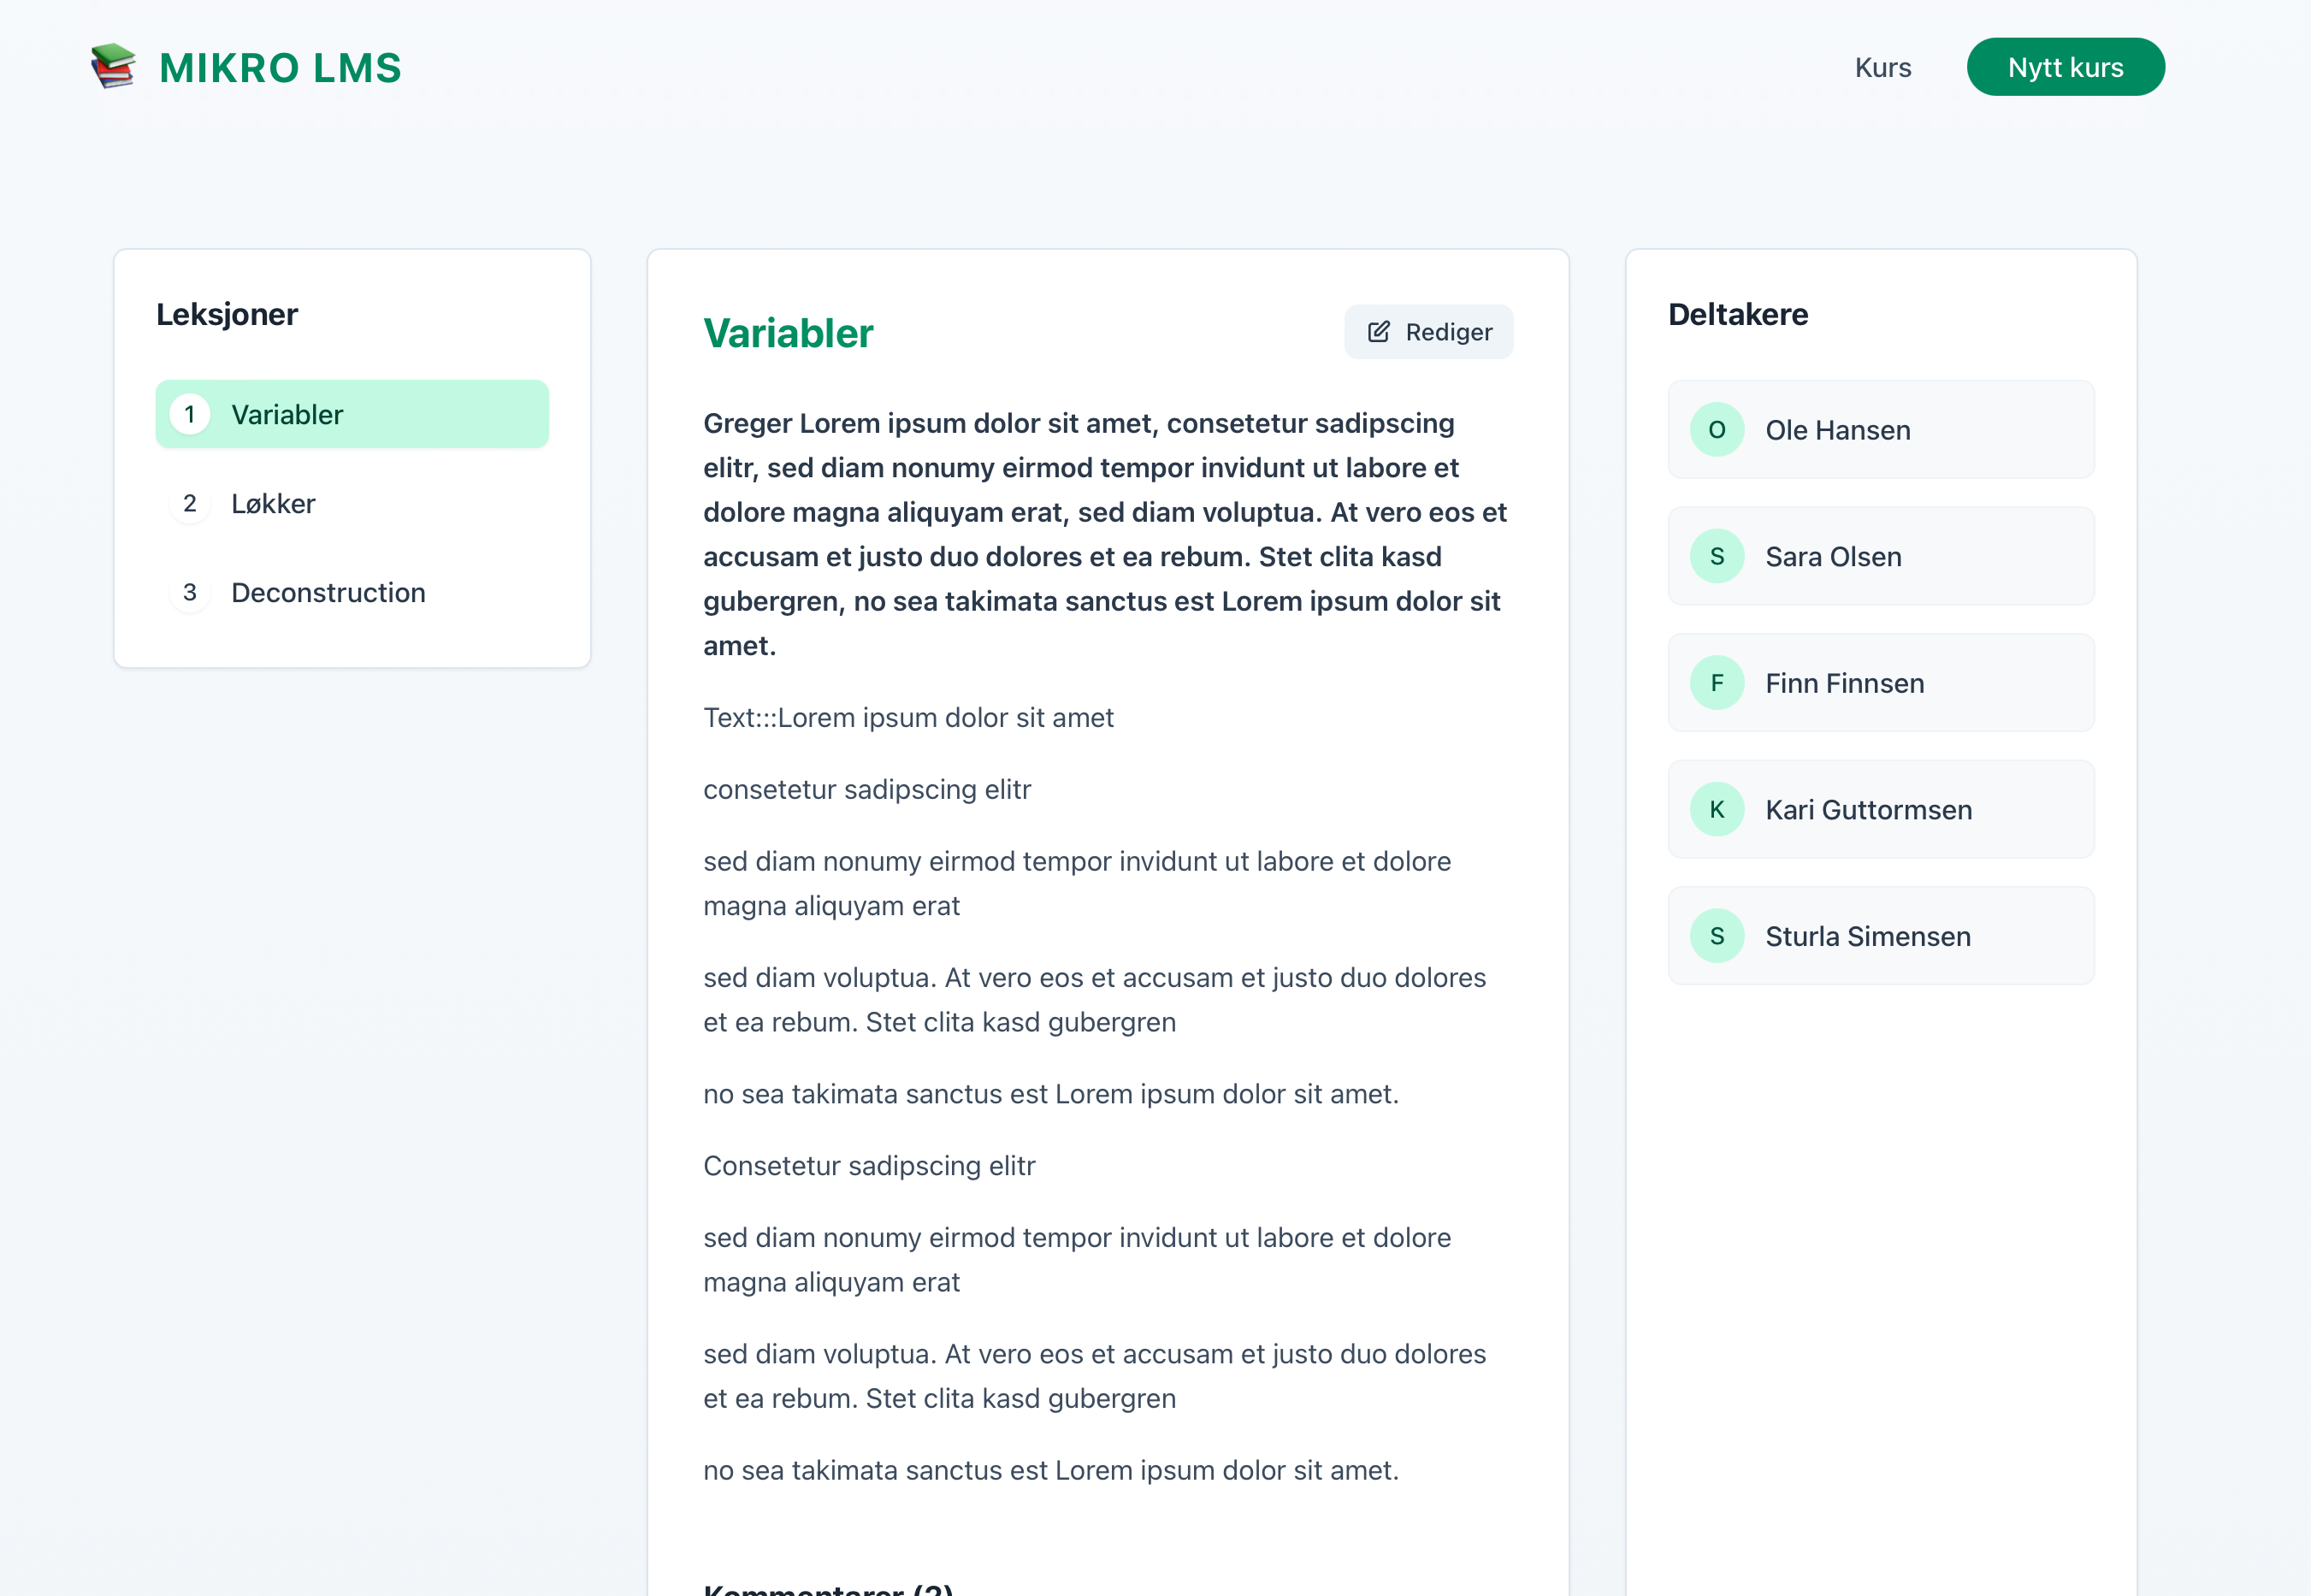 MIKRO LMS
Kurs
Nytt kurs
Leksjoner
1 Variabler
2 Løkker
3 Deconstruction
Variabler
Rediger
Greger Lorem ipsum dolor sit amet, consetetur sadipscing
elitr, sed diam nonumy eirmod tempor invidunt ut labore et
dolore magna aliquyam erat, sed diam voluptua. At vero eos et
accusam et justo duo dolores et ea rebum. Stet clita kasd
gubergren, no sea takimata sanctus est Lorem ipsum dolor sit
amet.
Text:::Lorem ipsum dolor sit amet
consetetur sadipscing elitr
sed diam nonumy eirmod tempor invidunt ut labore et dolore
magna aliquyam erat
sed diam voluptua. At vero eos et accusam et justo duo dolores
et ea rebum. Stet clita kasd gubergren
no sea takimata sanctus est Lorem ipsum dolor sit amet.
Consetetur sadipscing elitr
sed diam nonumy eirmod tempor invidunt ut labore et dolore
magna aliquyam erat
sed diam voluptua. At vero eos et accusam et justo duo dolores
et ea rebum. Stet clita kasd gubergren
no sea takimata sanctus est Lorem ipsum dolor sit amet.
Kommentarer
Deltakere
O Ole Hansen
S Sara Olsen
F Finn Finnsen
K Kari Guttormsen
S Sturla Simensen